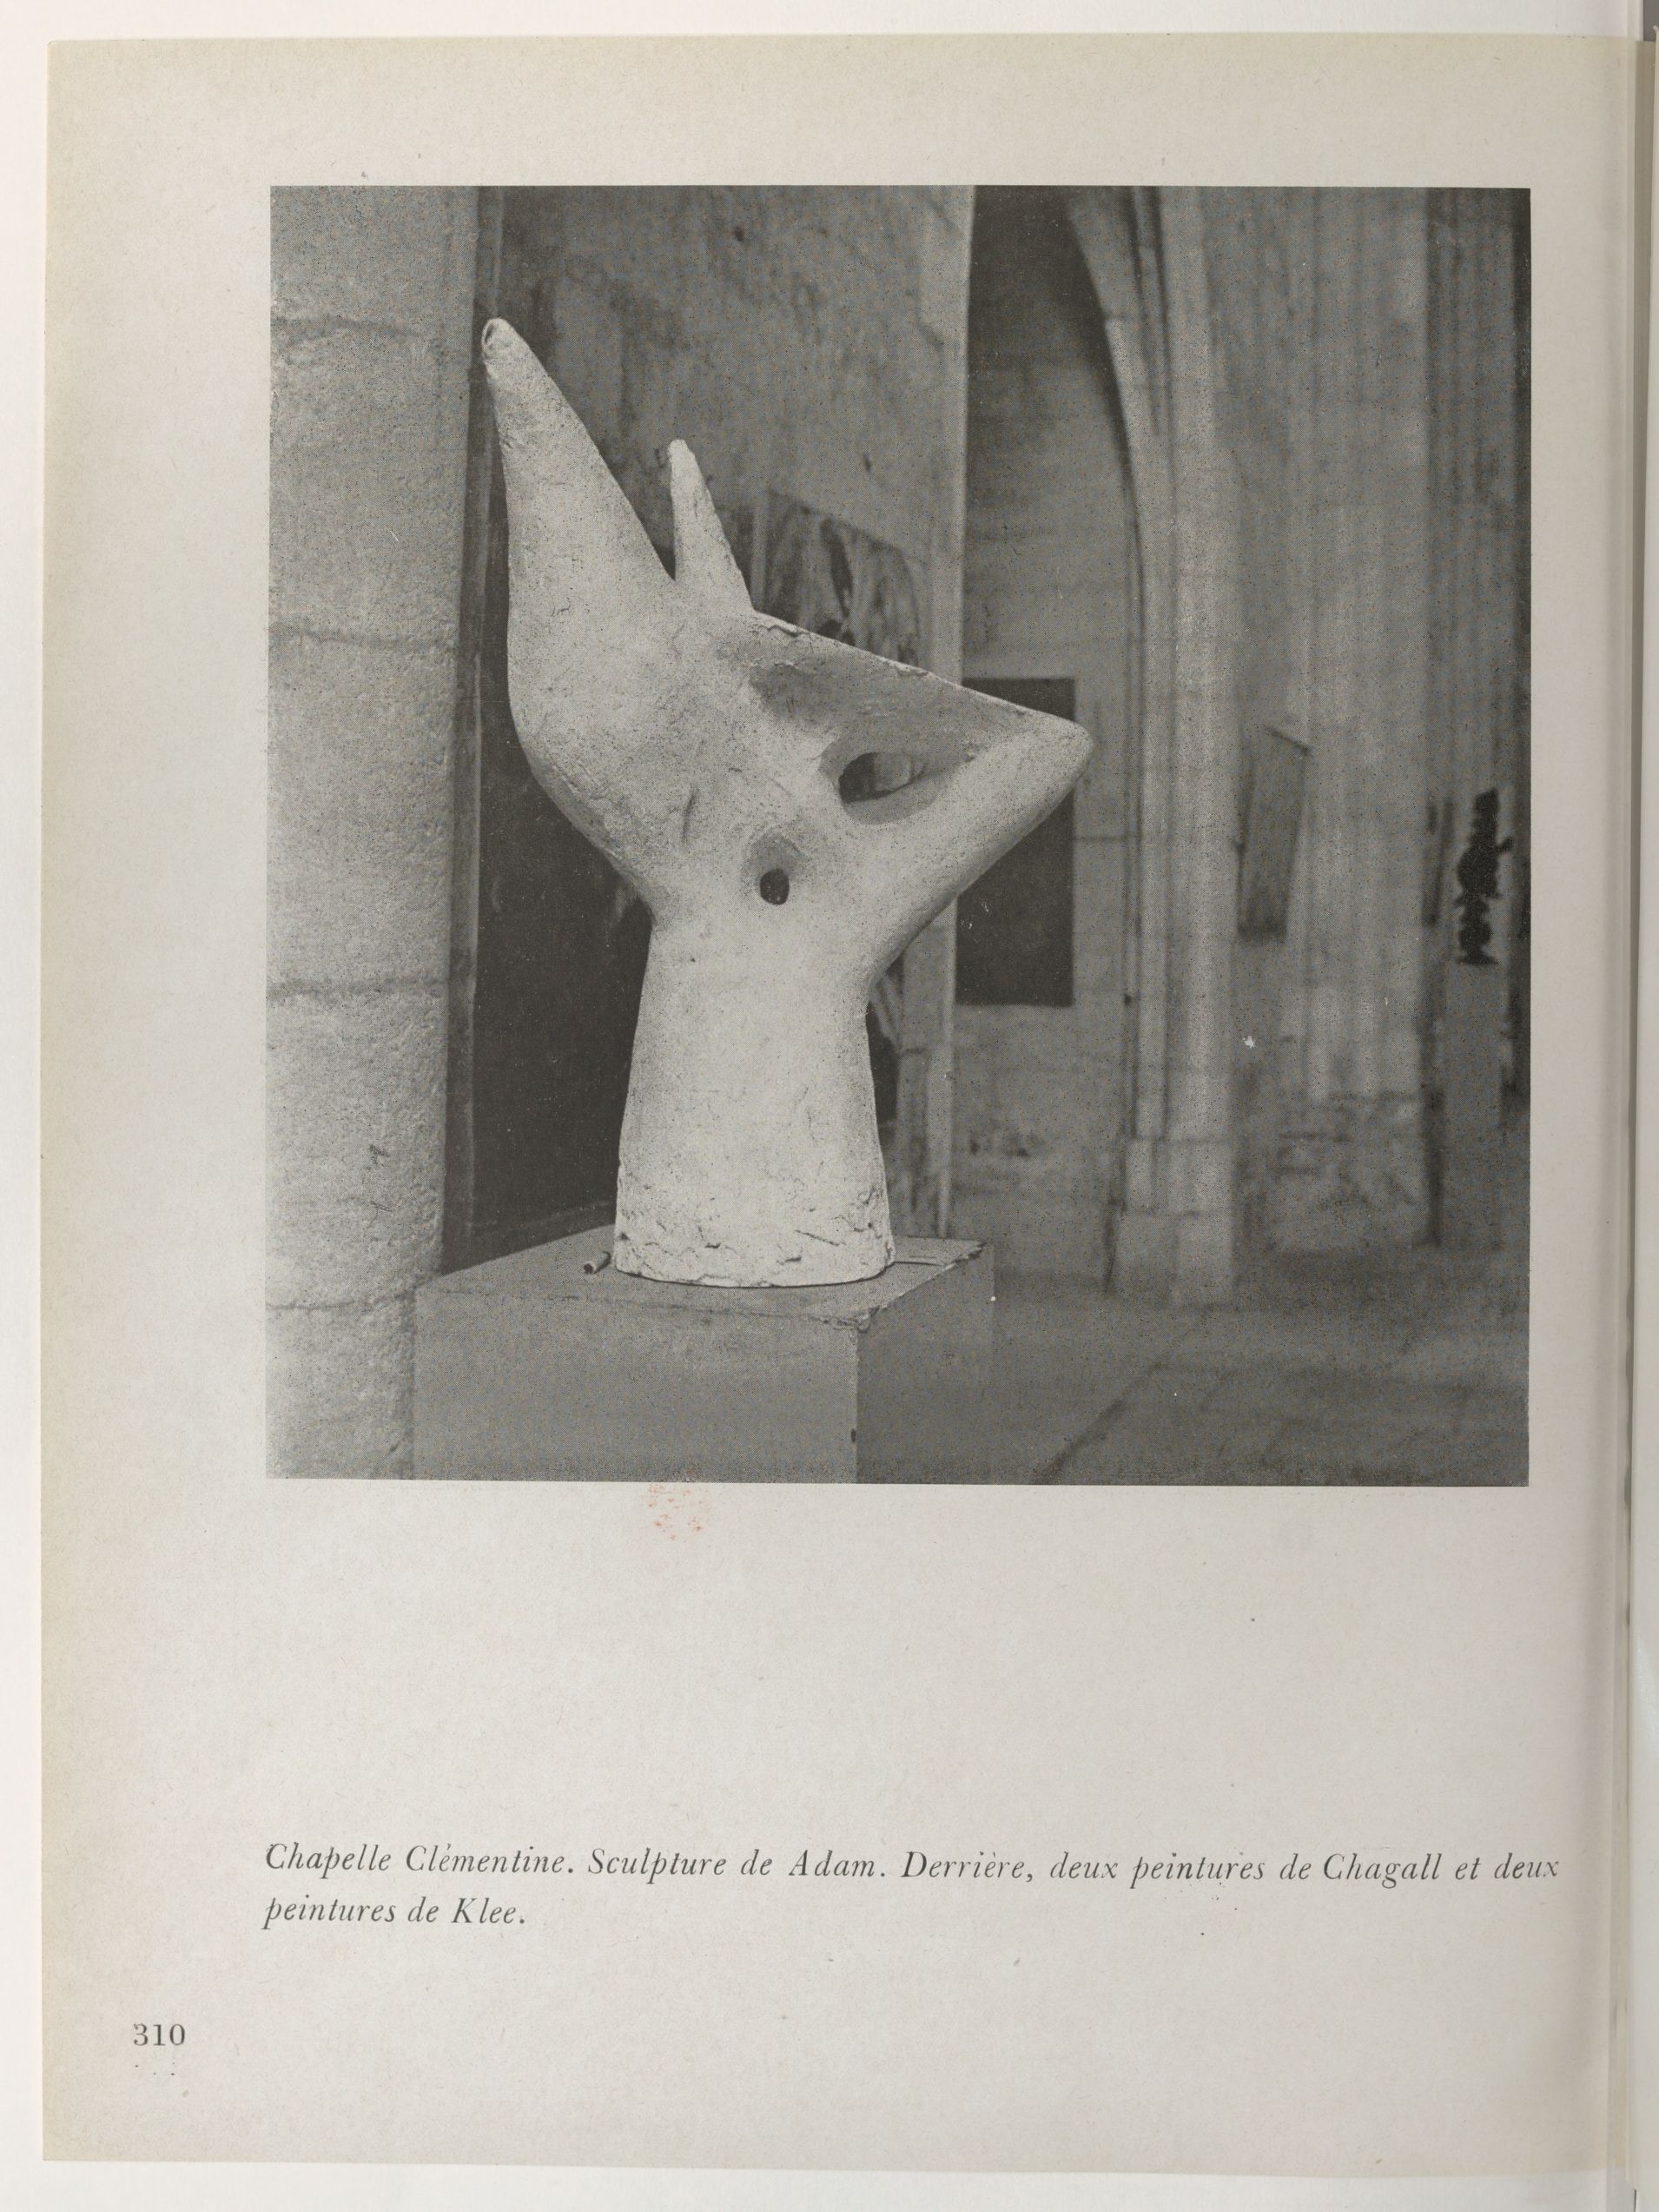 Chapelle Clémentine. Sculpture de Adam. Derrière, deux peintures de Chagall et deux
peintures de Klee.
310